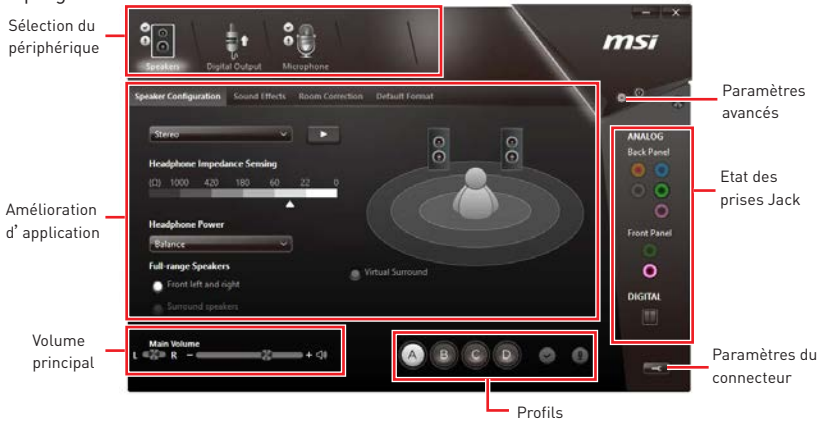 Sélection du
périphérique
Speakers
Digital Output
Microphone
msi
Paramètres
avancés
Speaker Configuration
Sound Effects
Room Correction
Default Format
Stereo
Headphone Impedance Sensing
(Ω) 1000 420 180 60 22 0
Headphone Power
Balance
Full-range Speakers
Front left and right
Surround speakers
Virtual Surround
Amélioration
d'application
ANALOG
Back Panel
Front Panel
DIGITAL
Etat des
prises Jack
Volume
principal
Main Volume
L R - +
A B C D
Profils
Paramètres du
connecteur